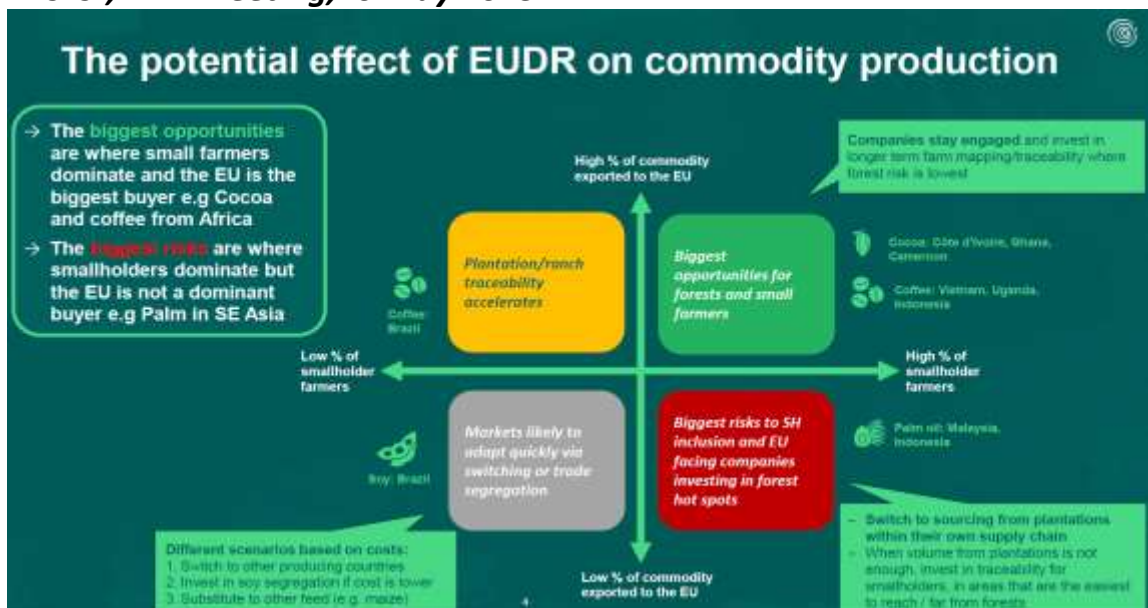 The potential effect of EUDR on commodity production
→ The biggest opportunities
are where small farmers
dominate and the EU is the
biggest buyer e.g Cocoa
and coffee from Africa
→ The biggest risks are where
smallholders dominate but
the EU is not a dominant
buyer e.g Palm in SE Asia
High % of commodity
exported to the EU
Companies stay engaged and invest in
longer term farm mapping/traceability where
forest risk is lowest
Coffee:
Brazil
Plantation/ranch
traceability
accelerates
Biggest
opportunities for
forests and small
farmers
Cocoa: Côte d'Ivoire, Ghana,
Cameroon
Coffee: Vietnam, Uganda,
Indonesia
Low % of
smallholder
farmers
High % of
smallholder
farmers
Soy: Brazil
Markets likely to
adapt quickly via
switching or trade
segregation
Biggest risks to SH
inclusion and EU
facing companies
investing in forest
hot spots
Palm oil: Malaysia,
Indonesia
Different scenarios based on costs:
1. Switch to other producing countries
2. Invest in soy segregation if cost is lower
3. Substitute to other feed (e.g. maize)
Low % of commodity
exported to the EU
– Switch to sourcing from plantations
within their own supply chain
– When volume from plantations is not
enough, invest in traceability for
smallholders, in areas that are the easiest
to reach / far from forests
4